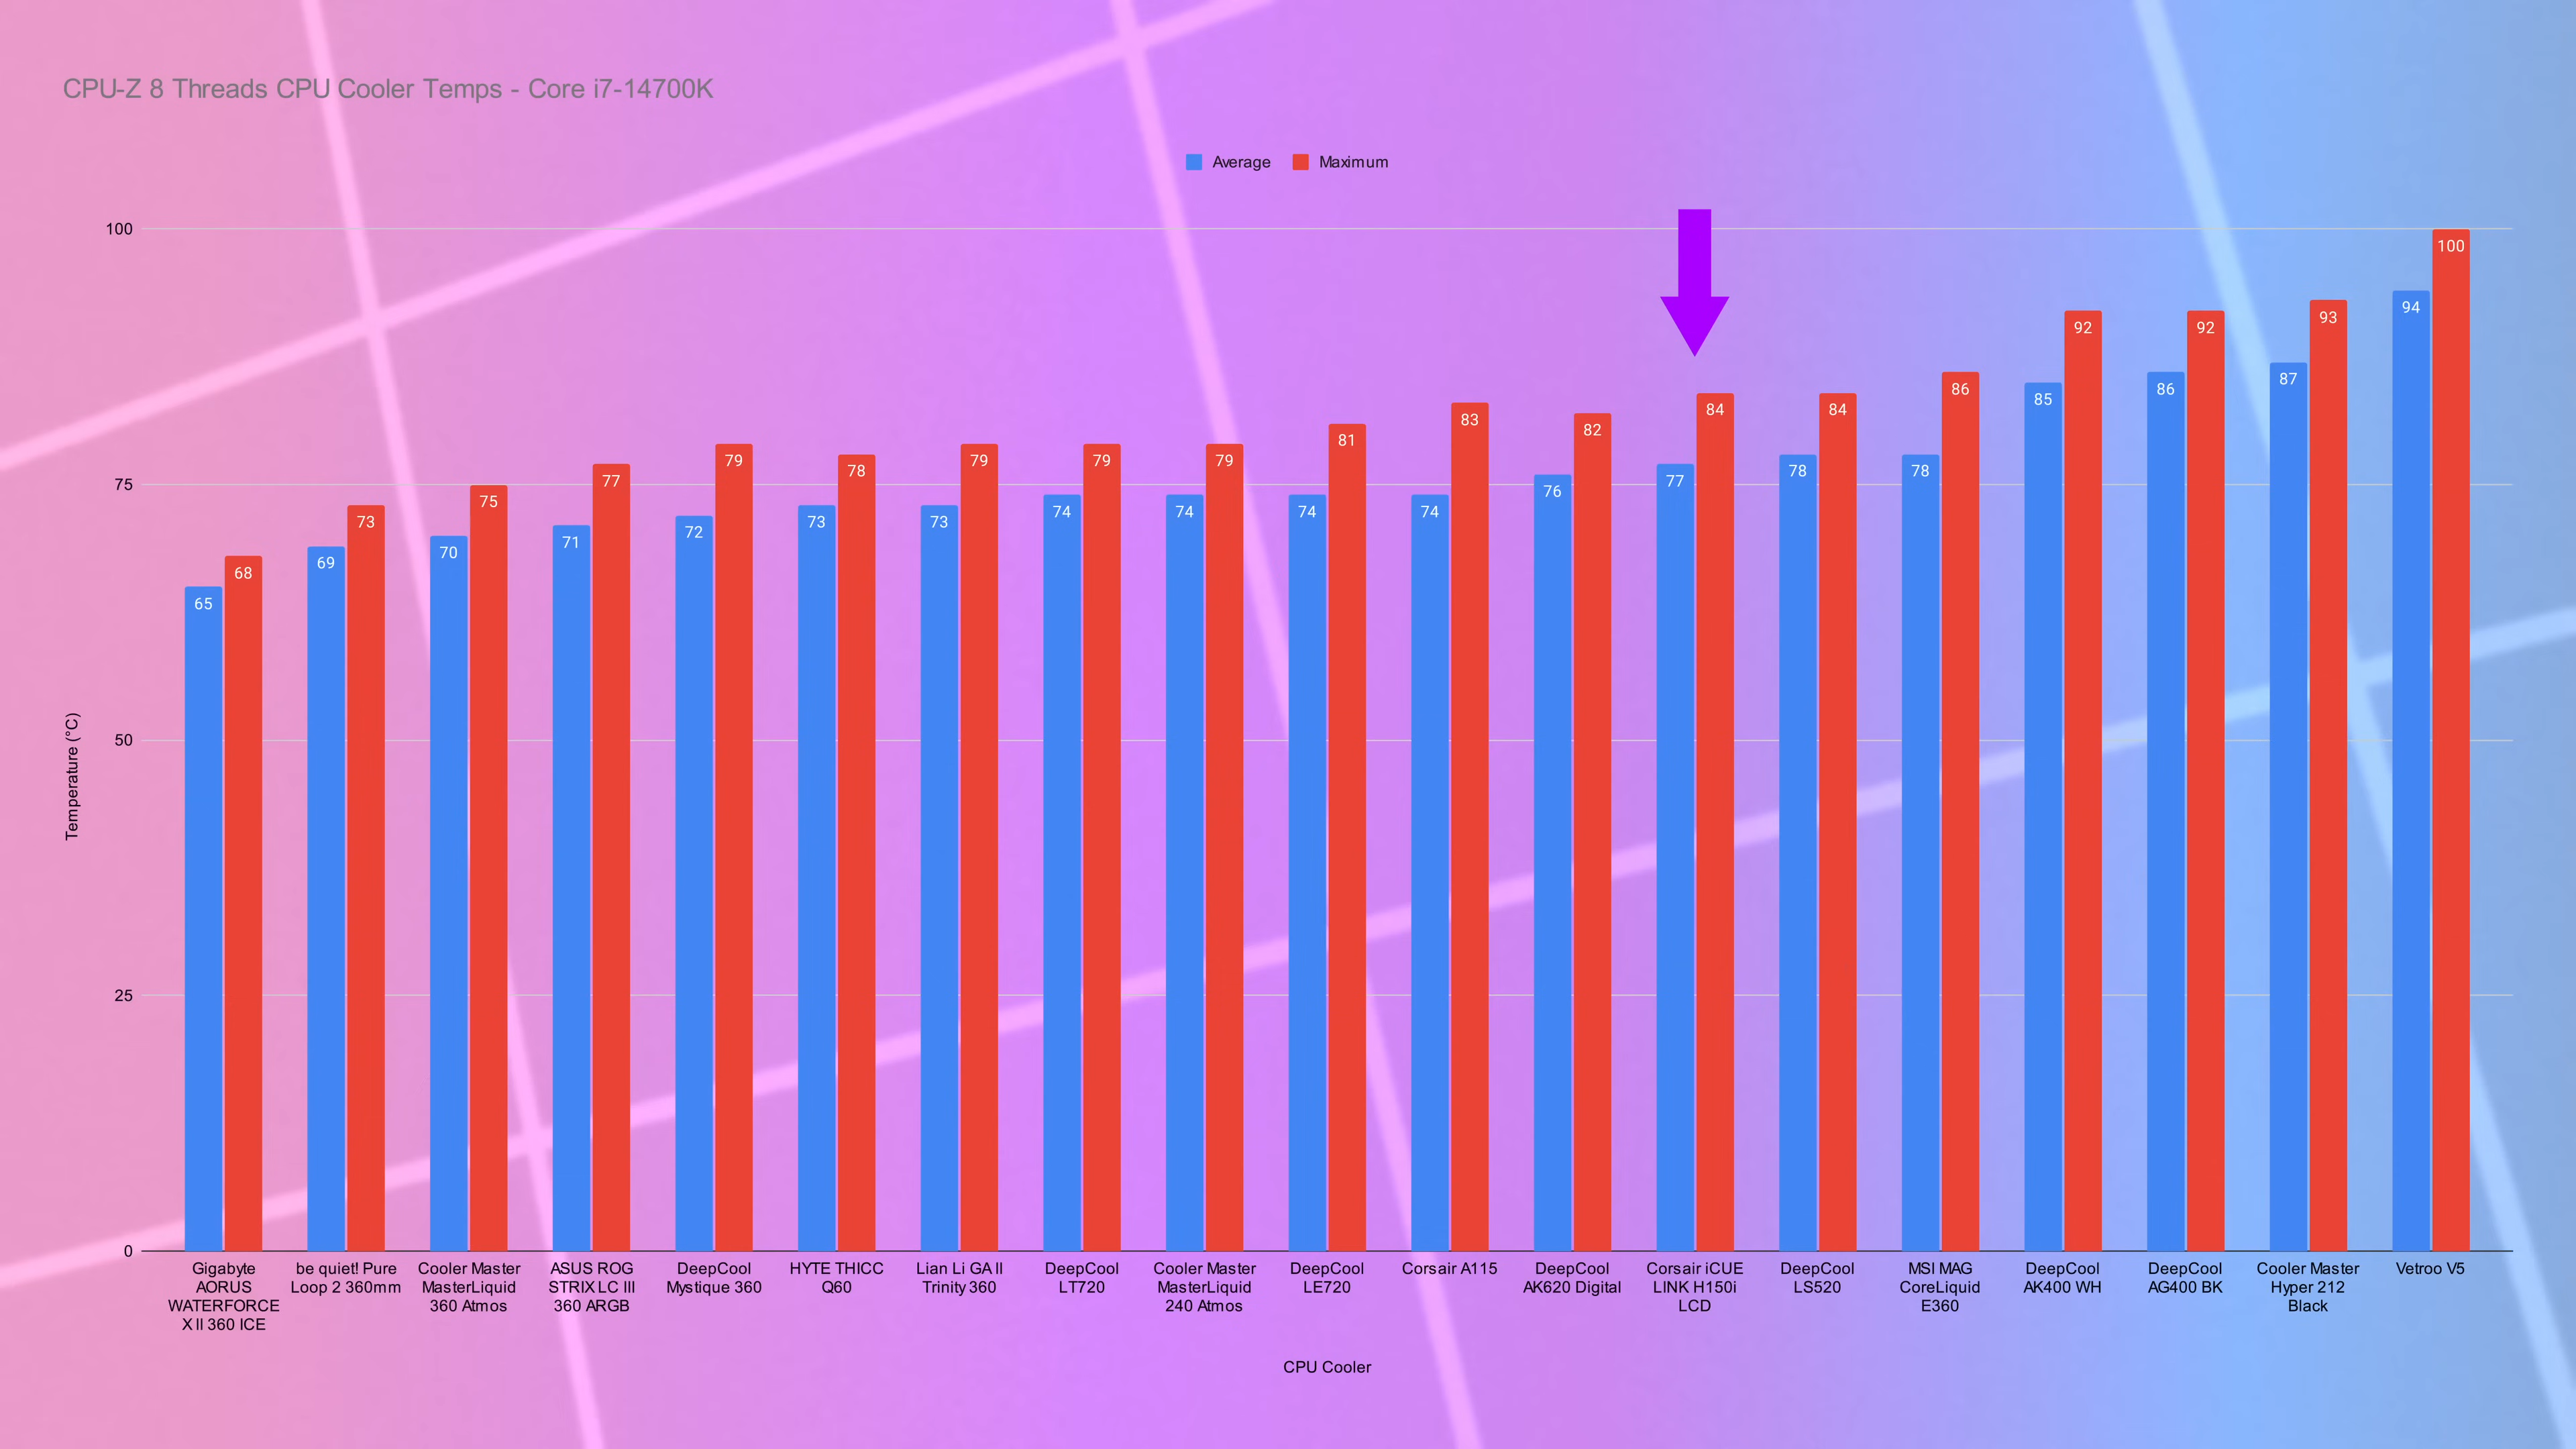 CPU-Z 8 Threads CPU Cooler Temps - Core i7-14700K
Average Maximum
100
75
50
25
0
Temperature (°C)
65 68
69 73
70 75
71 77
72 79
73 78
73 79
74 79
74 79
74 81
74 83
76 82
77 84
78 84
78 86
85 92
86 92
87 93
94 100
Gigabyte
AORUS
WATERFORCE
X II 360 ICE
be quiet! Pure
Loop 2 360mm
Cooler Master
MasterLiquid
360 Atmos
ASUS ROG
STRIX LC III
360 ARGB
DeepCool
Mystique 360
HYTE THICC
Q60
Lian Li GA II
Trinity 360
DeepCool
LT720
Cooler Master
MasterLiquid
240 Atmos
DeepCool
LE720
Corsair A115
DeepCool
AK620 Digital
Corsair iCUE
LINK H150i
LCD
DeepCool
LS520
MSI MAG
CoreLiquid
E360
DeepCool
AK400 WH
DeepCool
AG400 BK
Cooler Master
Hyper 212
Black
Vetroo V5
CPU Cooler